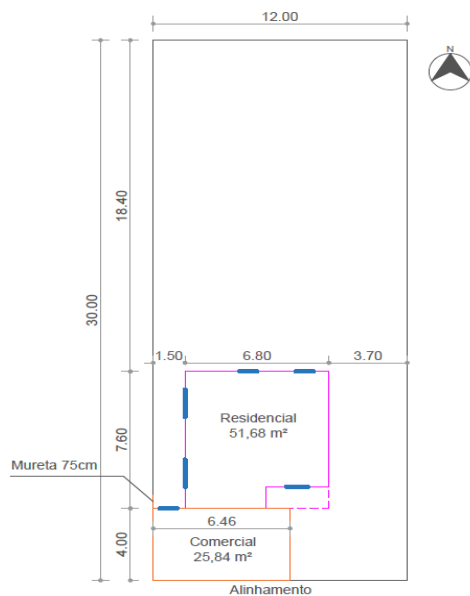 12.00
N
18.40
30.00
1.50
6.80
3.70
Residencial
51,68 m²
7.60
Mureta 75cm
6.46
Comercial
25,84 m²
4.00
Alinhamento